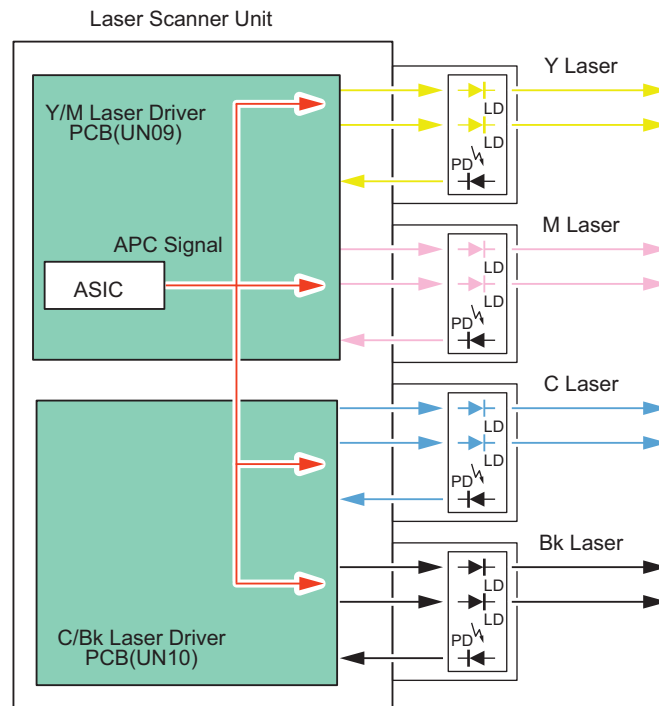 Laser Scanner Unit
Y/M Laser Driver
PCB(UN09)
APC Signal
ASIC
C/Bk Laser Driver
PCB(UN10)
Y Laser
LD
LD
PD
M Laser
LD
LD
PD
C Laser
LD
LD
PD
Bk Laser
LD
LD
PD